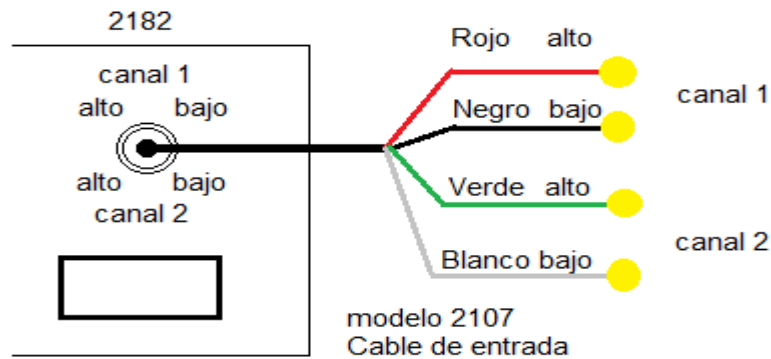 2182
canal 1
alto bajo
alto bajo
canal 2
Rojo alto
Negro bajo
canal 1
Verde alto
Blanco bajo
canal 2
modelo 2107
Cable de entrada